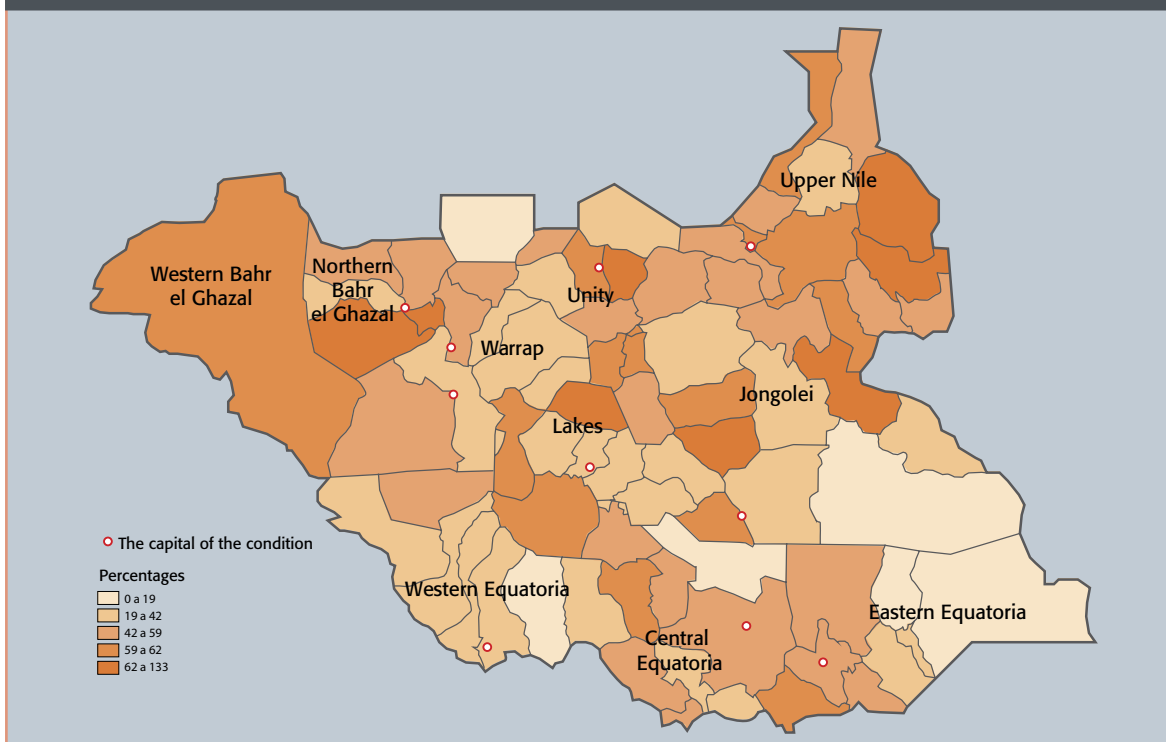 Upper Nile
Western Bahr
el Ghazal
Northern
Bahr
el Ghazal
Unity
Warrap
Jongolei
Lakes
The capital of the condition
Percentages
0 a 19
19 a 42
42 a 59
59 a 62
62 a 133
Western Equatoria
Eastern Equatoria
Central
Equatoria